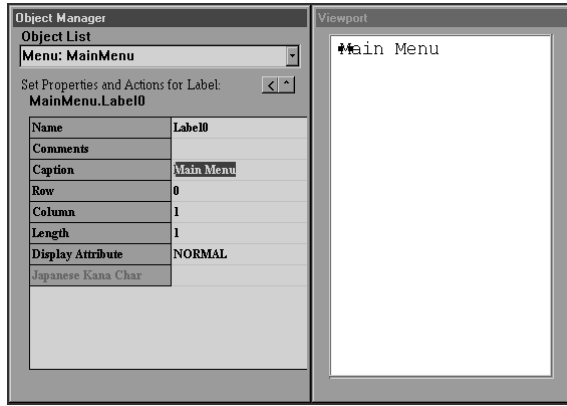 Object Manager
Object List
Menu: MainMenu
Set Properties and Actions for Label:
< ^
MainMenu.Label0
Name Label0
Comments
Caption Main Menu
Row 0
Column 1
Length 1
Display Attribute NORMAL
Japanese Kana Char
Viewport
Main Menu